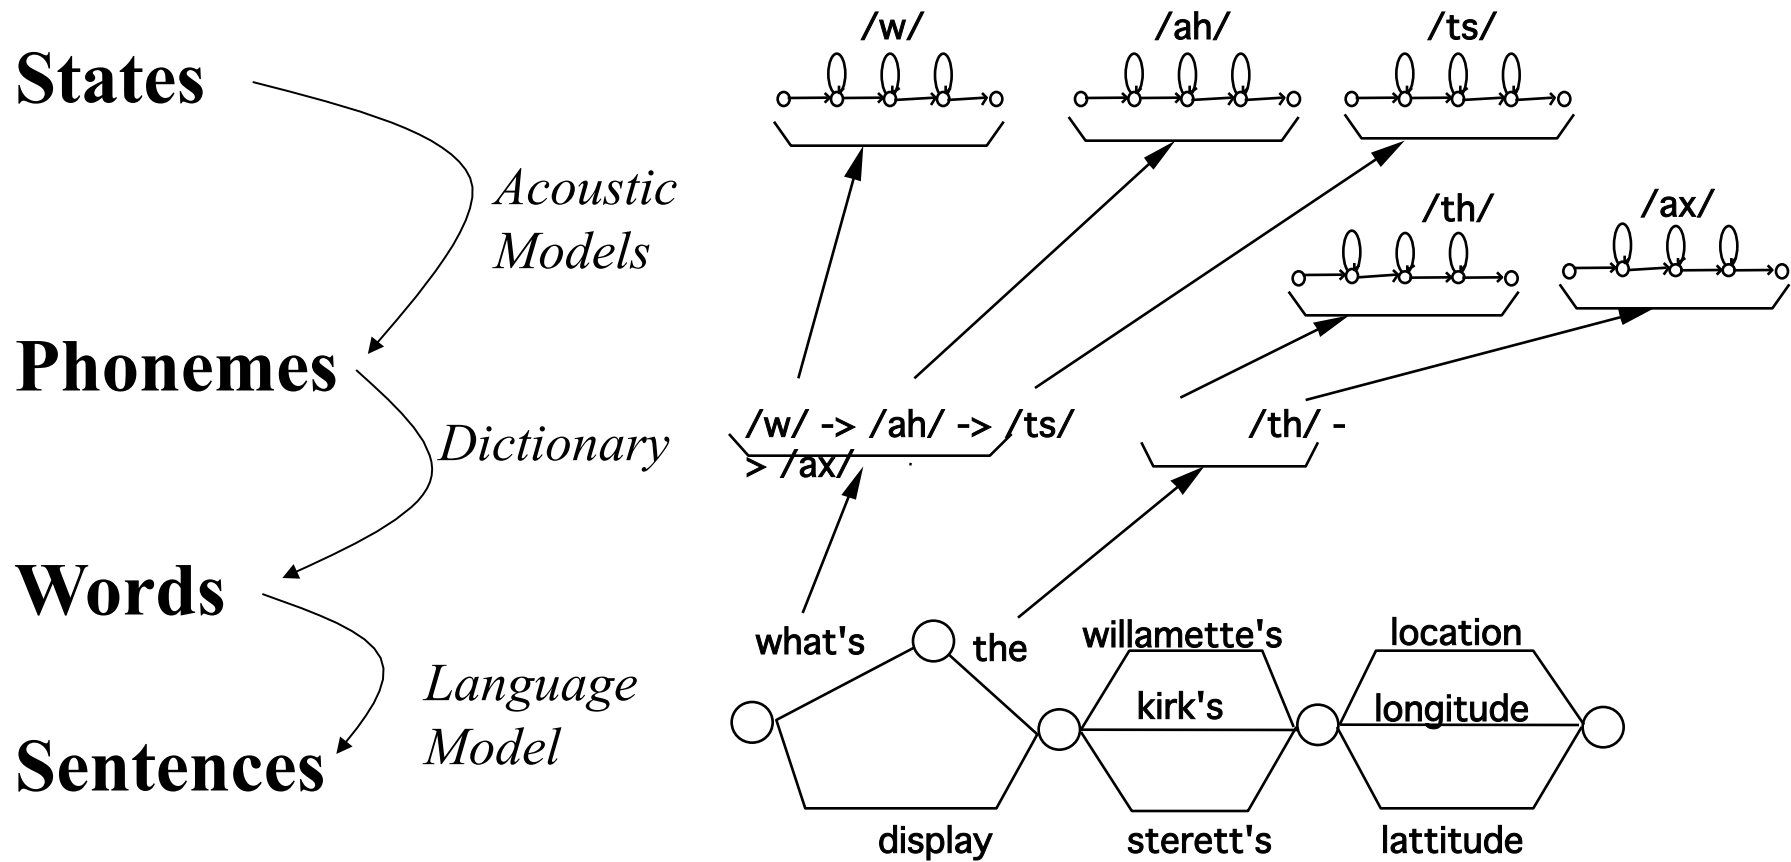 States
Acoustic
Models
Phonemes
Dictionary
Words
Language
Model
Sentences
/w/ /ah/ /ts/
/th/ /ax/
/w/ -> /ah/ -> /ts/ /th/ -
> /ax/
what's the willamette's location
kirk's longitude
display sterett's lattitude